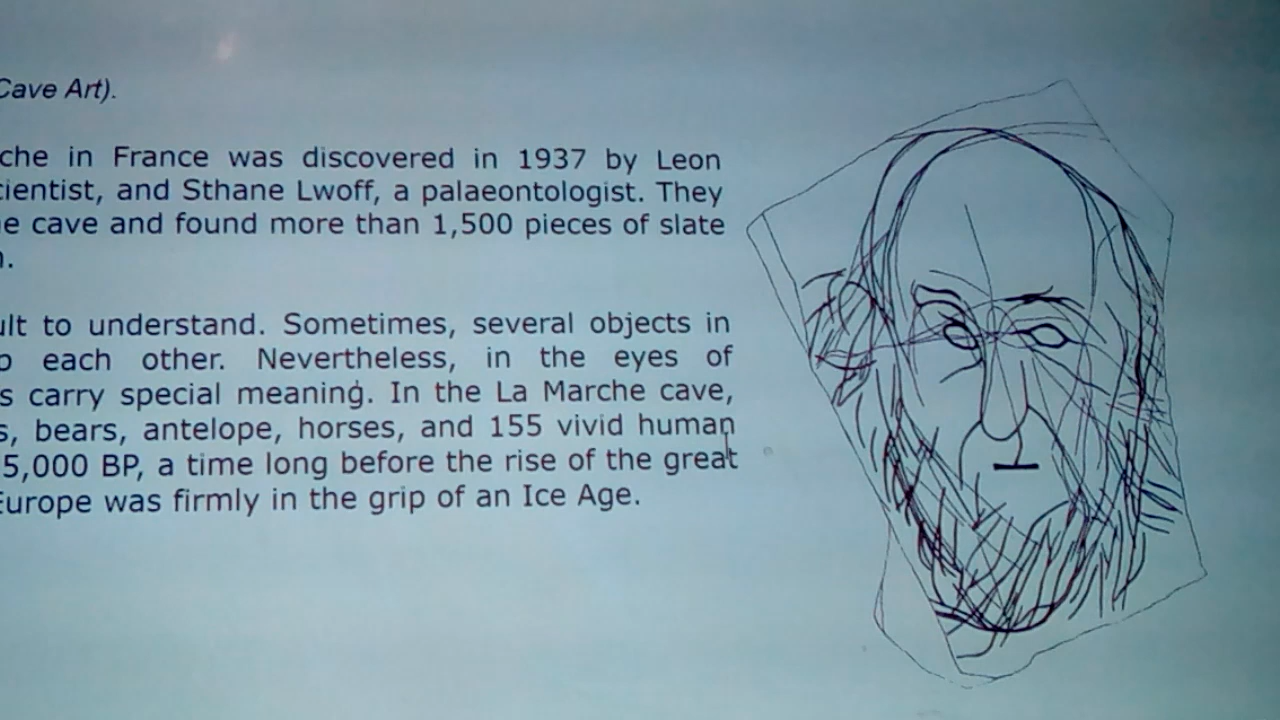 Cave Art).
che in France was discovered in 1937 by Leon
cientist, and Sthane Lwoff, a palaeontologist. They
e cave and found more than 1,500 pieces of slate
.
ult to understand. Sometimes, several objects in
each other. Nevertheless, in the eyes of
s carry special meaning. In the La Marche cave,
s, bears, antelope, horses, and 155 vivid human
5,000 BP, a time long before the rise of the great
Europe was firmly in the grip of an Ice Age.